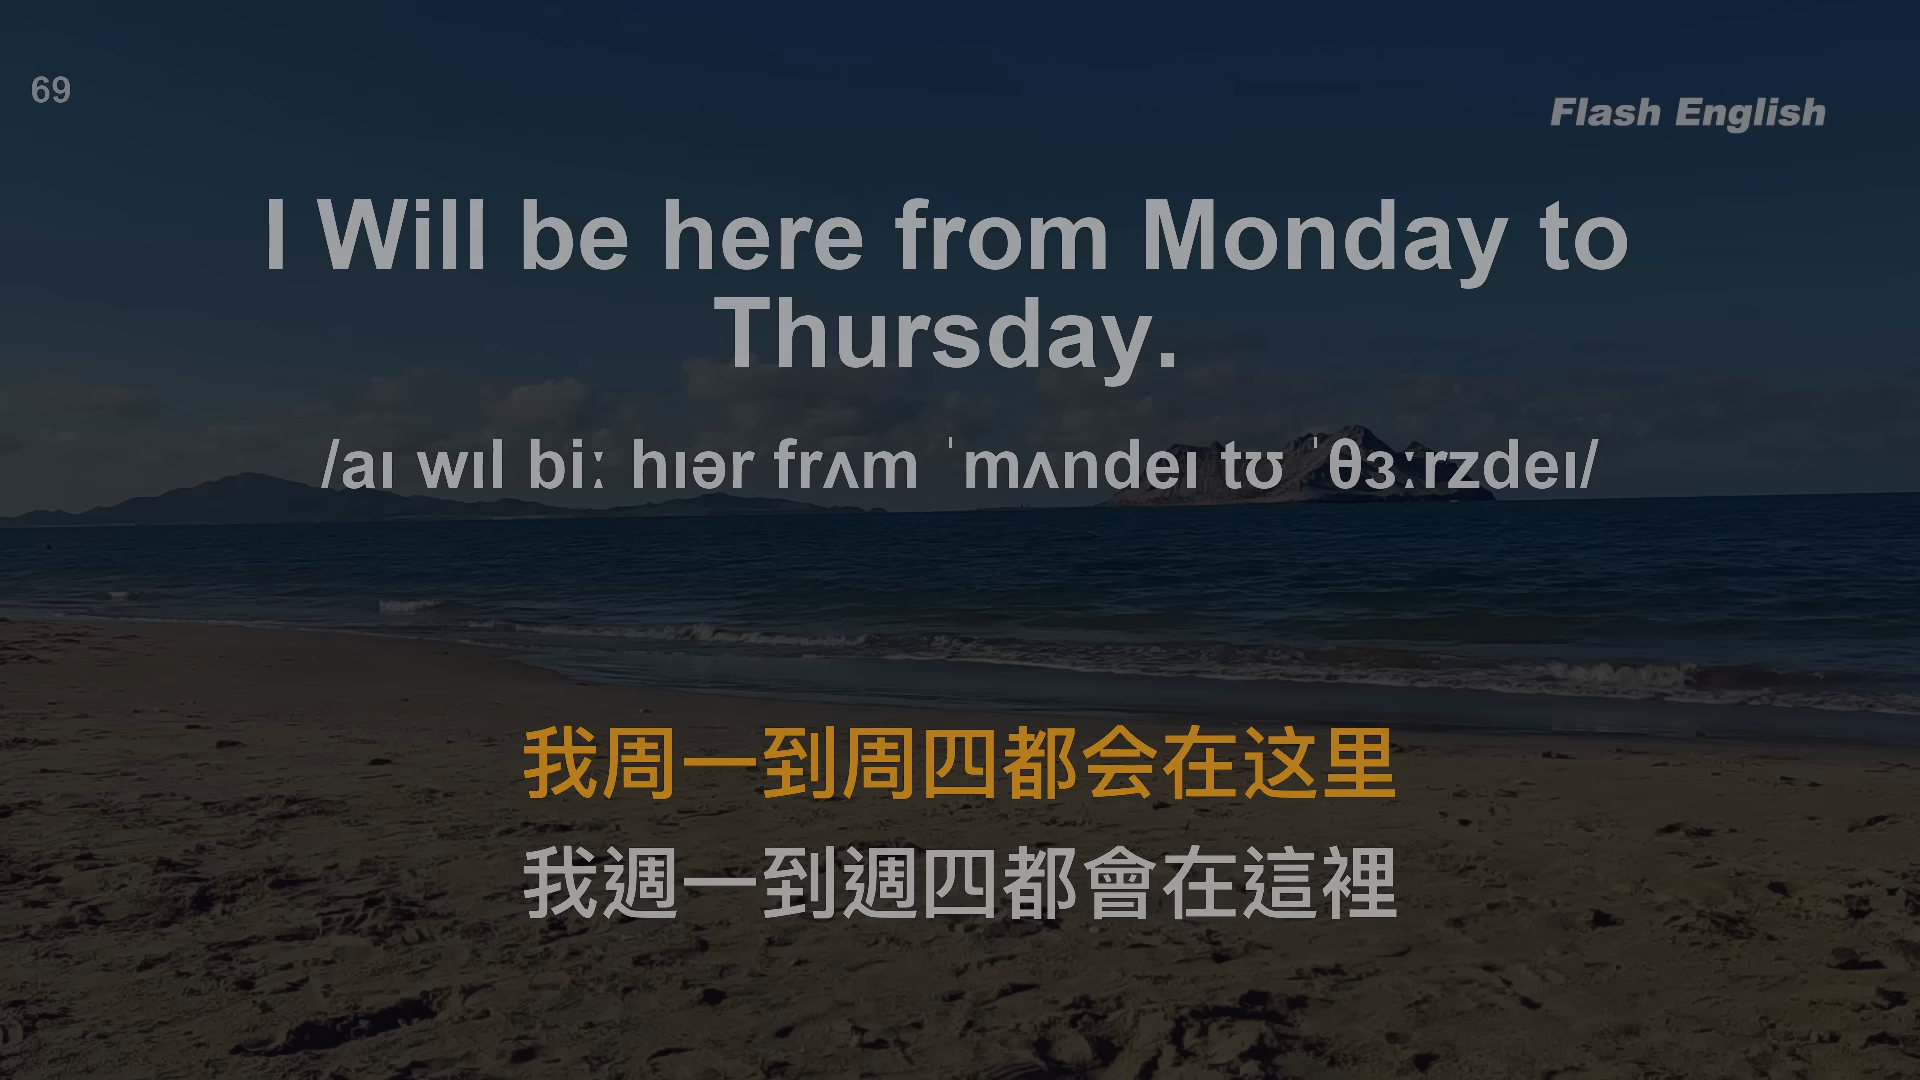 69
Flash English
I Will be here from Monday to
Thursday.
/aɪ wɪl biː hɪər frʌm ˈmʌndeɪ tʊ ˈθɜːrzdeɪ/
我周一到周四都会在这里
我週一到週四都會在這裡